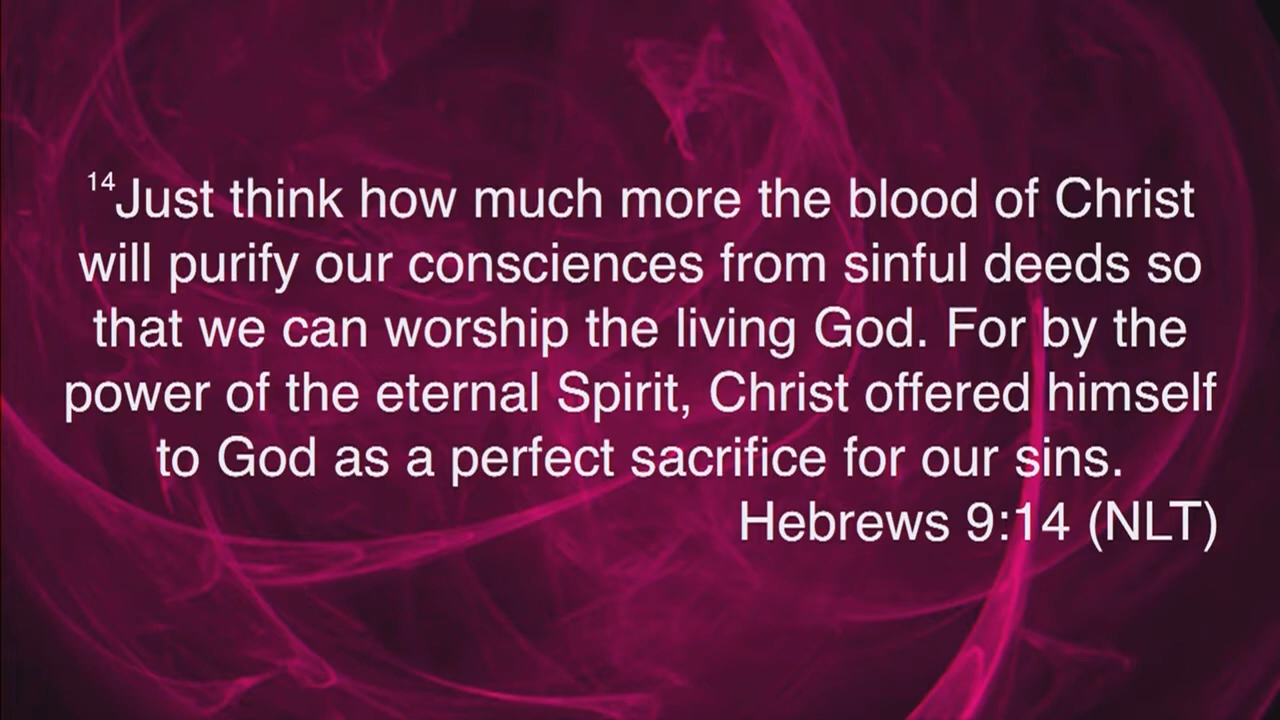 14Just think how much more the blood of Christ
will purify our consciences from sinful deeds so
that we can worship the living God. For by the
power of the eternal Spirit, Christ offered himself
to God as a perfect sacrifice for our sins.
Hebrews 9:14 (NLT)